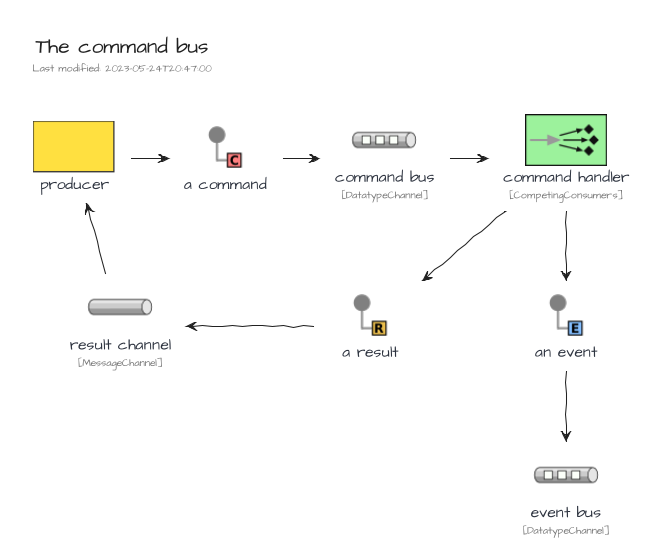 The command bus
Last modified: 2023-05-24T20:47:00
producer
C
a command
command bus
[DatatypeChannel]
command handler
[CompetingConsumers]
result channel
[MessageChannel]
R
a result
E
an event
event bus
[DatatypeChannel]